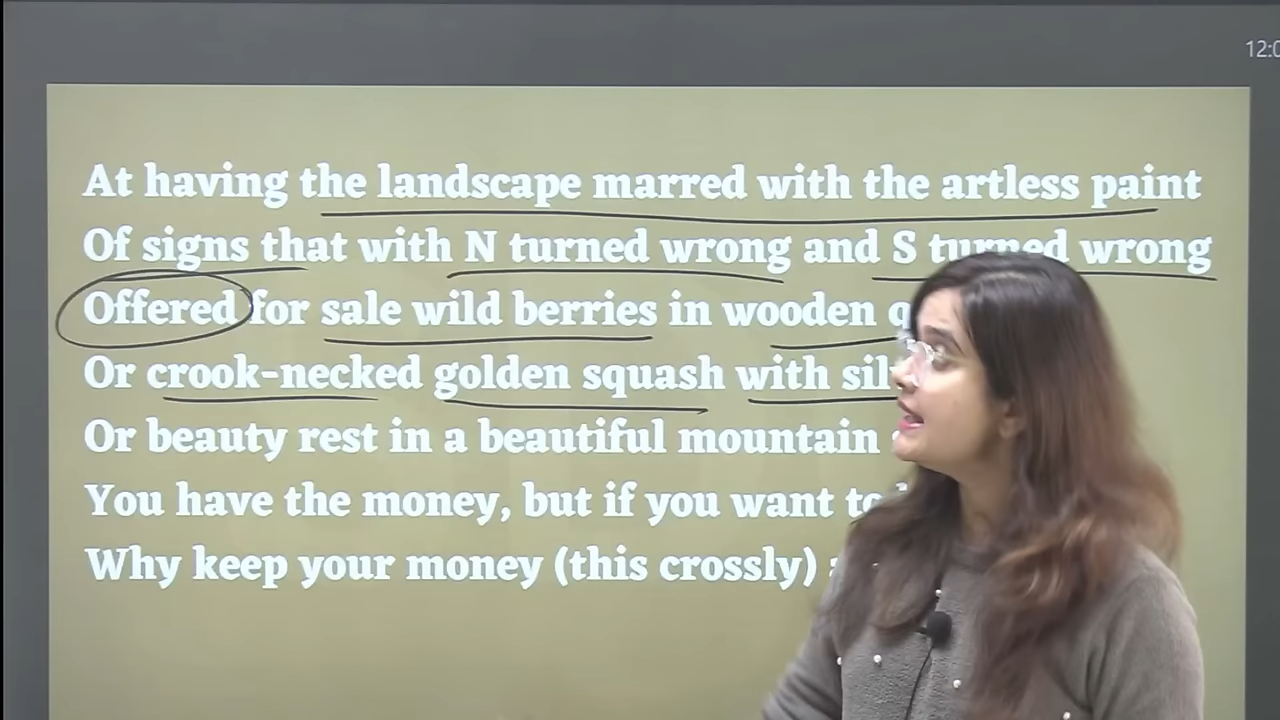 12:0
At having the landscape marred with the artless paint
Of signs that with N turned wrong and S turned wrong
Offered for sale wild berries in wooden
Or crook-necked golden squash with
Or beauty rest in a beautiful mountain
You have the money, but if you want to
Why keep your money (this crossly)